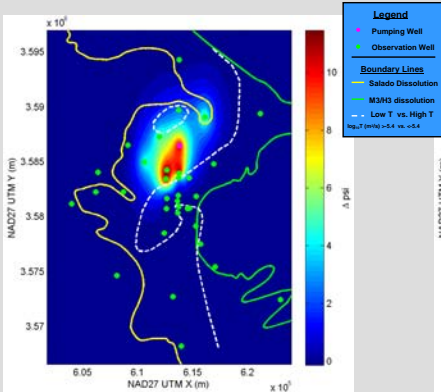 Legend
Pumping Well
Observation Well
Boundary Lines
Salado Dissolution
M3/H3 dissolution
Low T vs. High T
log₁₀T (m²/s) >-5.4 vs. <-5.4
3.595
3.59
3.585
3.58
3.575
3.57
x 10⁶
NAD27 UTM Y (m)
6.05
6.1
6.15
6.2
x 10⁵
NAD27 UTM X (m)
10
8
6
4
2
0
Δ psi